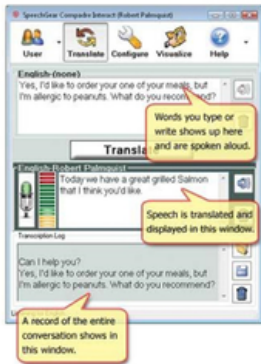 SpeechGear Compadre Interact (Robert Palmquist)
User
Translate
Configure
Visualize
Help
English-(none)
Yes, I'd like to order your one of your meals, but
I'm allergic to peanuts. What do you recommend?
Words you type or
write shows up here
and are spoken aloud.
Translate
English-Robert Palmquist
Today we have a great grilled Salmon
that I think you'd like.
Speech is translated and
displayed in this window.
Transcription Log
Can I help you?
Yes, I'd like to order your one of your meals, but
I'm allergic to peanuts. What do you recommend?
A record of the entire
conversation shows in
this window.